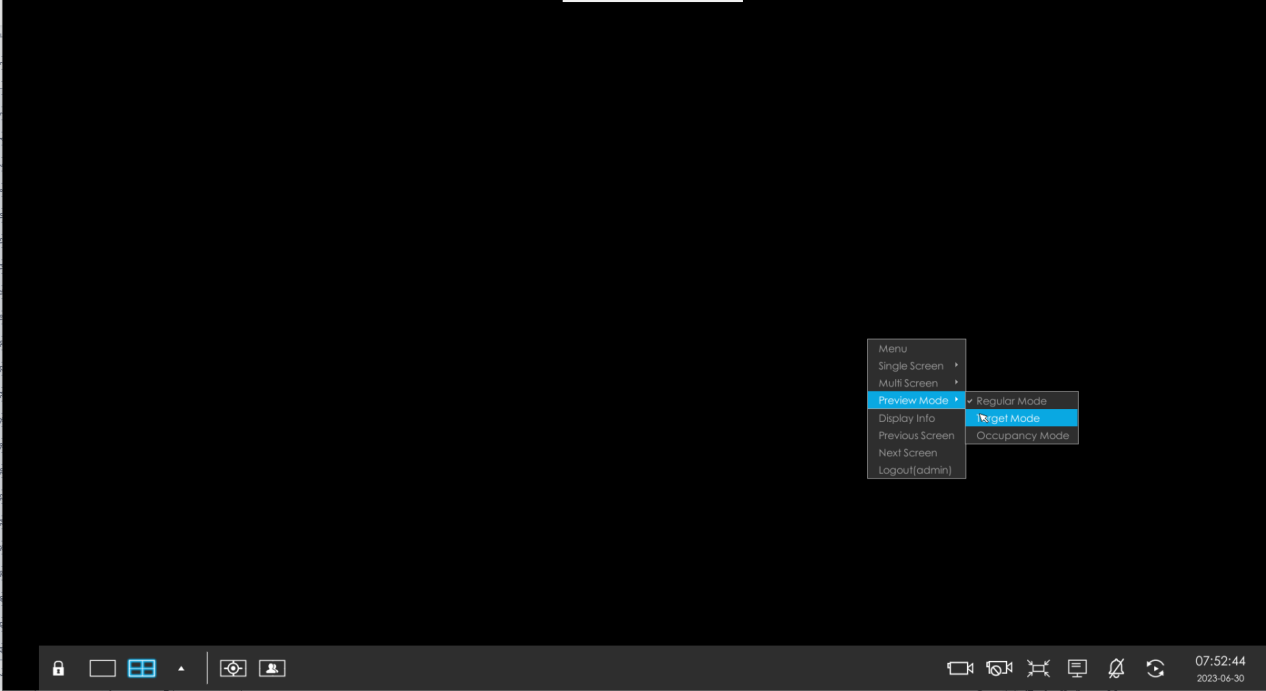 Menu
Single Screen
Multi Screen
Preview Mode
Regular Mode
Display Info
Target Mode
Previous Screen
Occupancy Mode
Next Screen
Logout(admin)
07:52:44
2023-06-30